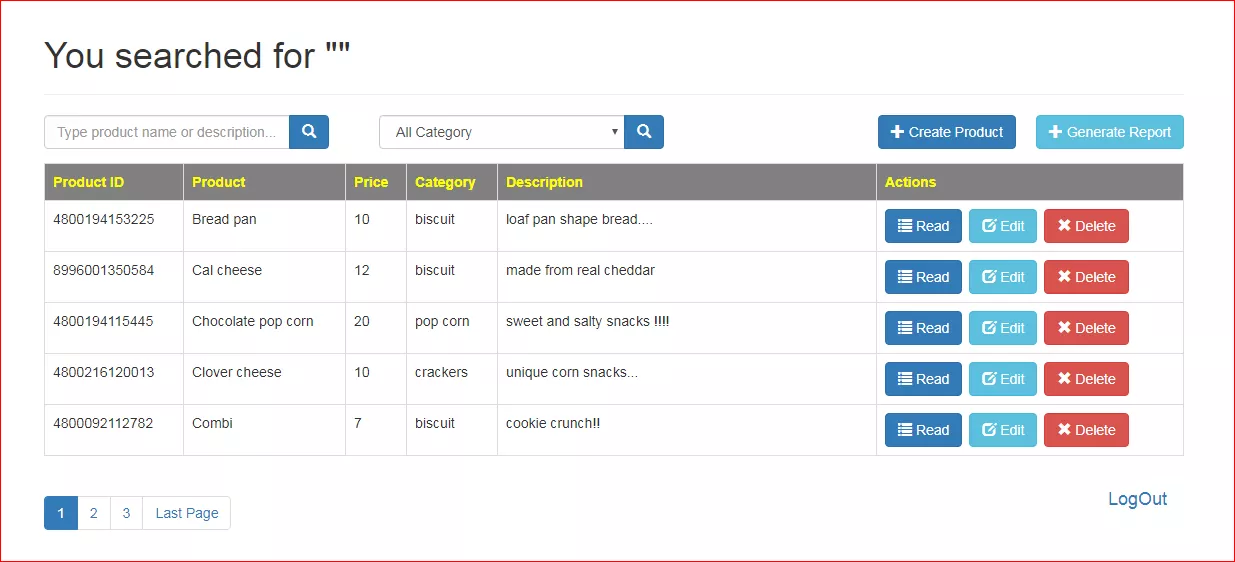 You searched for ""
Type product name or description... All Category Create Product Generate Report
Product ID Product Price Category Description Actions
4800194153225 Bread pan 10 biscuit loaf pan shape bread.... Read Edit Delete
8996001350584 Cal cheese 12 biscuit made from real cheddar Read Edit Delete
4800194115445 Chocolate pop corn 20 pop corn sweet and salty snacks !!!! Read Edit Delete
4800216120013 Clover cheese 10 crackers unique corn snacks... Read Edit Delete
4800092112782 Combi 7 biscuit cookie crunch!! Read Edit Delete
LogOut
1 2 3 Last Page